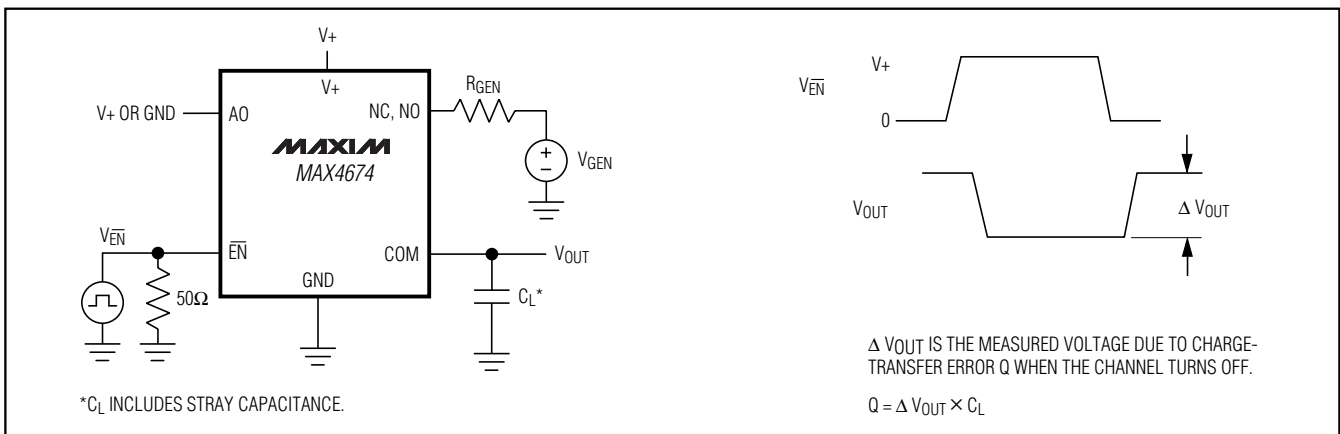 V+
V+
V+ OR GND
AO
NC, NO
RGEN
MAXIM
MAX4674
+
−
VGEN
VEN̅
EN̅
COM
VOUT
50Ω
GND
CL*
*CL INCLUDES STRAY CAPACITANCE.
VEN̅
V+
0
VOUT
Δ VOUT
Δ VOUT IS THE MEASURED VOLTAGE DUE TO CHARGE-
TRANSFER ERROR Q WHEN THE CHANNEL TURNS OFF.
Q = Δ VOUT × CL